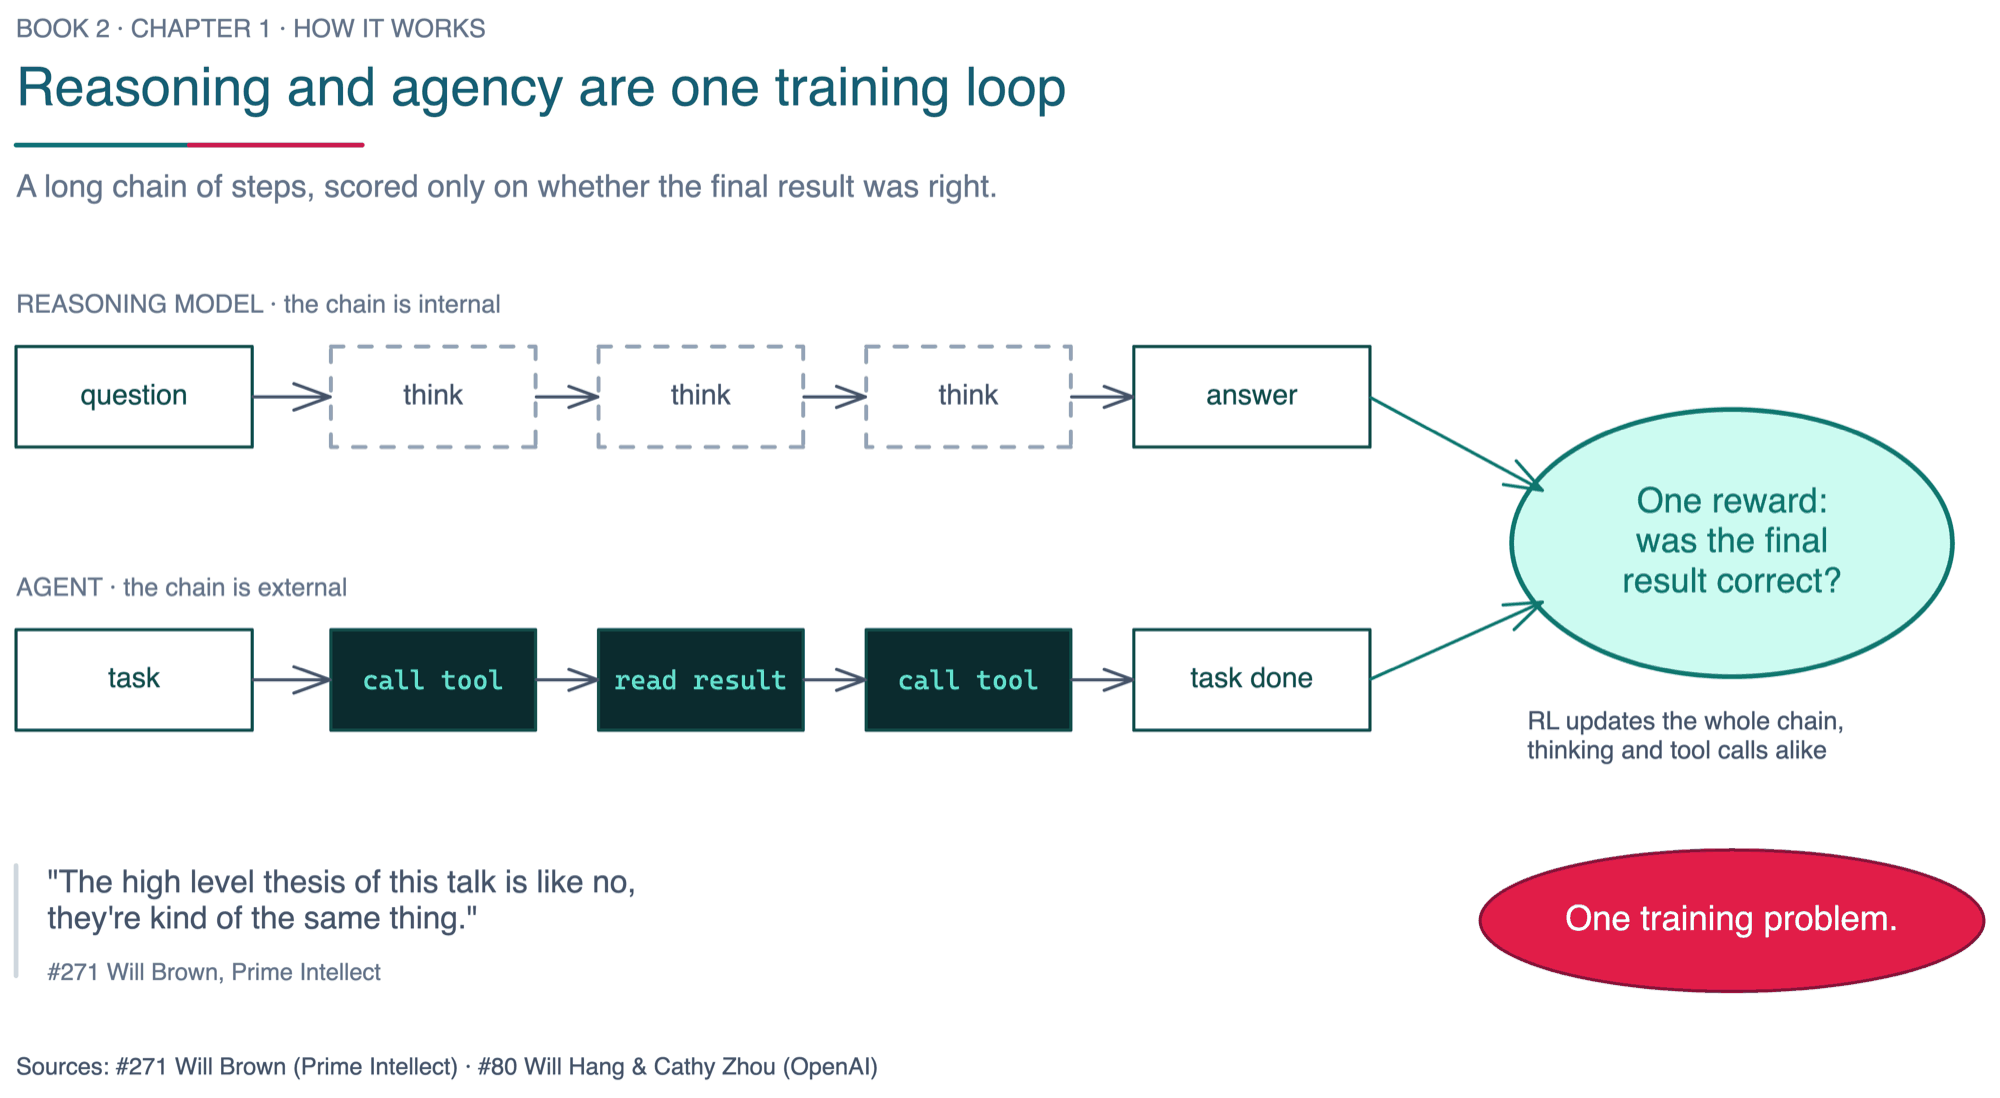 BOOK 2 · CHAPTER 1 · HOW IT WORKS
Reasoning and agency are one training loop
A long chain of steps, scored only on whether the final result was right.
REASONING MODEL · the chain is internal
question
think
think
think
answer
One reward:
was the final
result correct?
AGENT · the chain is external
task
call tool
read result
call tool
task done
RL updates the whole chain,
thinking and tool calls alike
"The high level thesis of this talk is like no,
they're kind of the same thing."
#271 Will Brown, Prime Intellect
One training problem.
Sources: #271 Will Brown (Prime Intellect) · #80 Will Hang & Cathy Zhou (OpenAI)